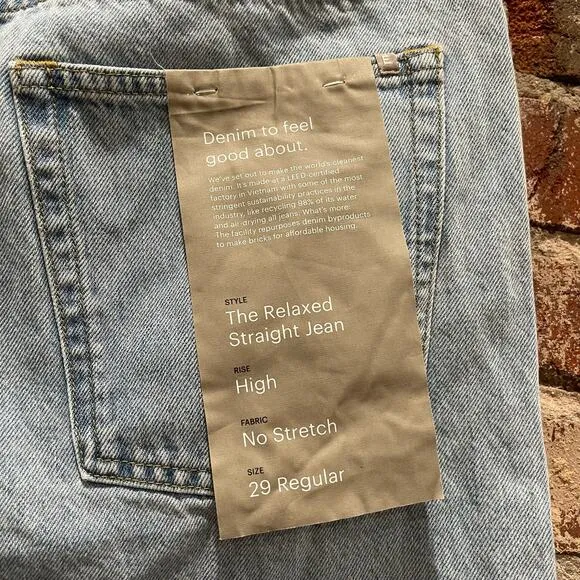 Denim to feel
good about.
We've set out to make the world's cleanest
denim. It's made at a LEED-certified
factory in Vietnam with some of the most
stringent sustainability practices in the
industry, like recycling 98% of its water
and air-drying all jeans. What's more:
The facility repurposes denim byproducts
to make bricks for affordable housing.
STYLE
The Relaxed
Straight Jean
RISE
High
FABRIC
No Stretch
SIZE
29 Regular